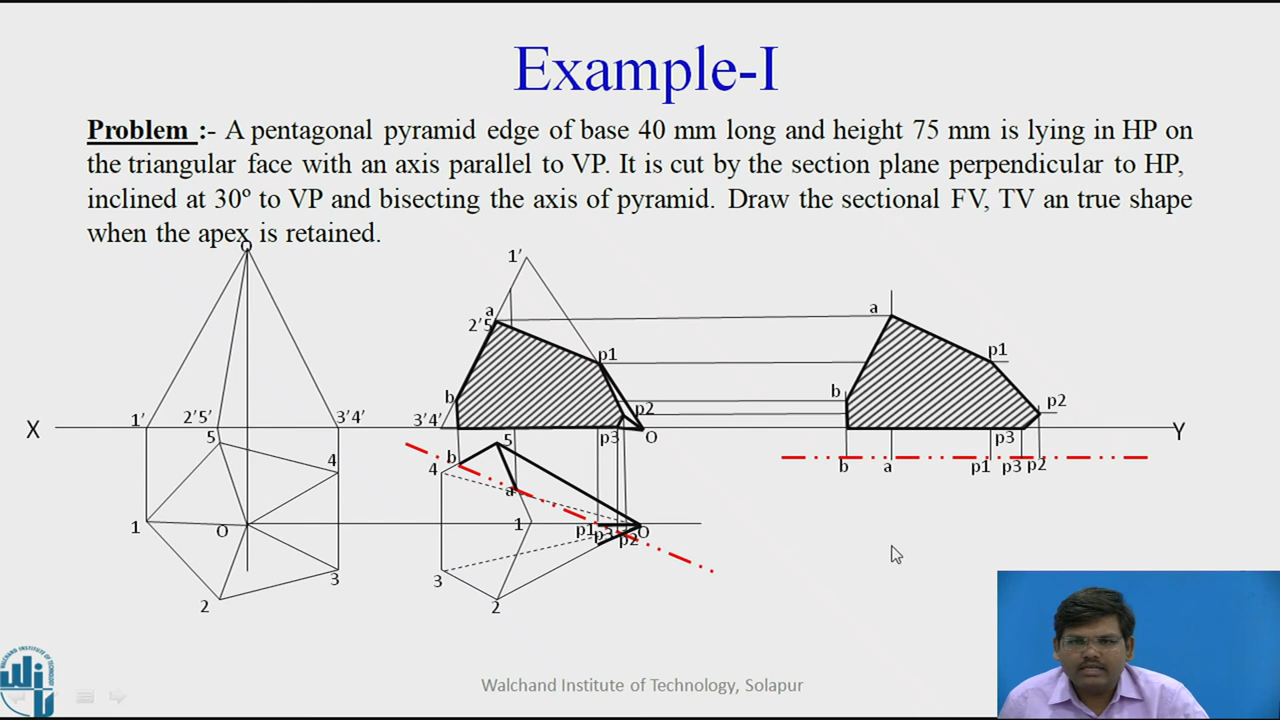 Example-I
Problem :- A pentagonal pyramid edge of base 40 mm long and height 75 mm is lying in HP on
the triangular face with an axis parallel to VP. It is cut by the section plane perpendicular to HP,
inclined at 30º to VP and bisecting the axis of pyramid. Draw the sectional FV, TV an true shape
when the apex is retained.
O
1'
a
a
2'5
p1
p1
b
b
p2
p2
1' 2'5' 3'4' 3'4'
X Y
5 5 p3 O p3
4 4 b b a p1 p3 p2
a
1 O 1 p1 p3 p2 O
3 3
2 2
Walchand Institute of Technology, Solapur